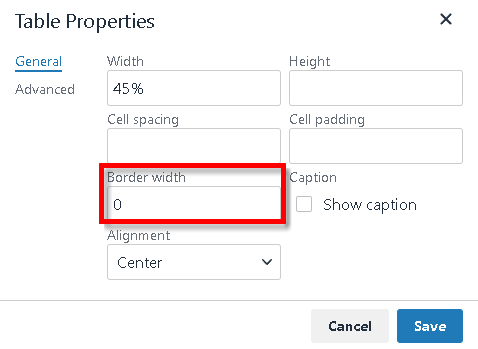 Table Properties
General
Advanced
Width
Height
45%
Cell spacing
Cell padding
Border width
Caption
0
Show caption
Alignment
Center
Cancel
Save